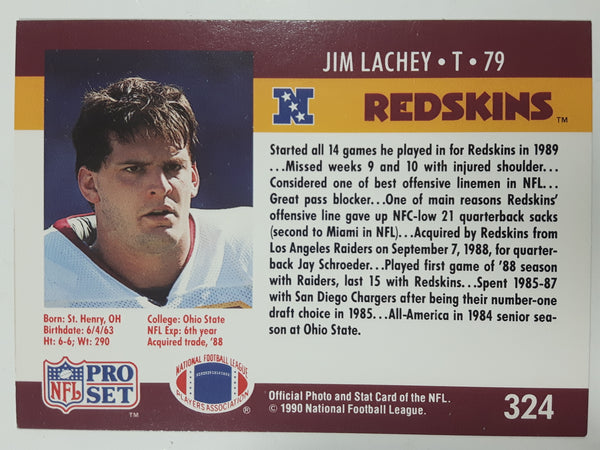 JIM LACHEY • T • 79
N
REDSKINS™
Started all 14 games he played in for Redskins in 1989
...Missed weeks 9 and 10 with injured shoulder...
Considered one of best offensive linemen in NFL...
Great pass blocker...One of main reasons Redskins'
offensive line gave up NFC-low 21 quarterback sacks
(second to Miami in NFL)...Acquired by Redskins from
Los Angeles Raiders on September 7, 1988, for quarter-
back Jay Schroeder...Played first game of '88 season
with Raiders, last 15 with Redskins...Spent 1985-87
with San Diego Chargers after being their number-one
draft choice in 1985...All-America in 1984 senior sea-
son at Ohio State.
Born: St. Henry, OH
Birthdate: 6/4/63
Ht: 6-6; Wt: 290
College: Ohio State
NFL Exp: 6th year
Acquired trade, '88
NFL
PRO
SET
™
NATIONAL FOOTBALL LEAGUE
PLAYERS ASSOCIATION
®
Official Photo and Stat Card of the NFL.
© 1990 National Football League.
324